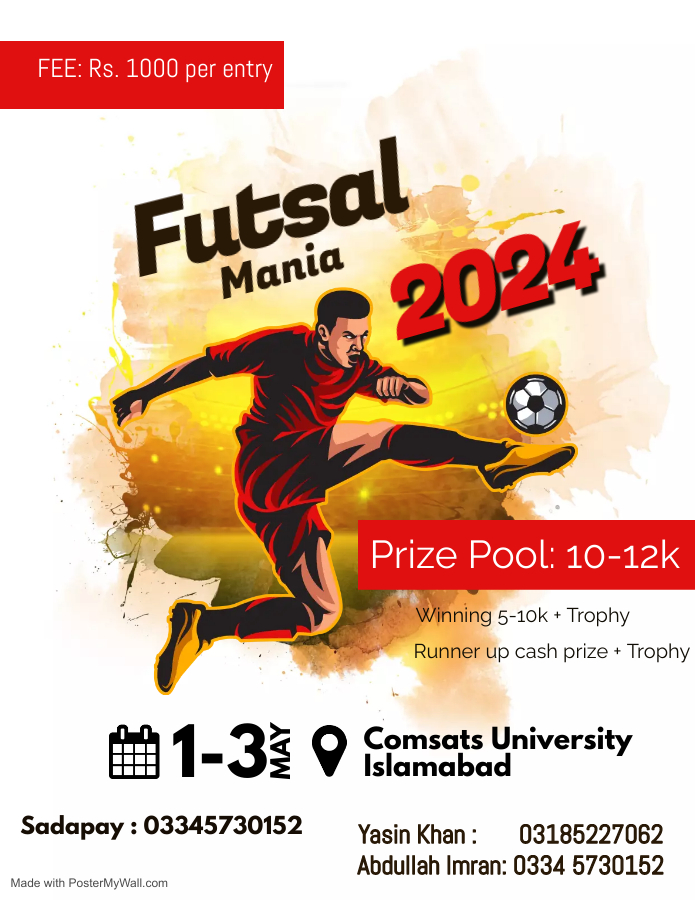 FEE: Rs. 1000 per entry
Futsal
Mania
2024
Prize Pool: 10-12k
Winning 5-10k + Trophy
Runner up cash prize + Trophy
1-3 MAY
Comsats University
Islamabad
Sadapay : 03345730152
Yasin Khan : 03185227062
Abdullah Imran: 0334 5730152
Made with PosterMyWall.com